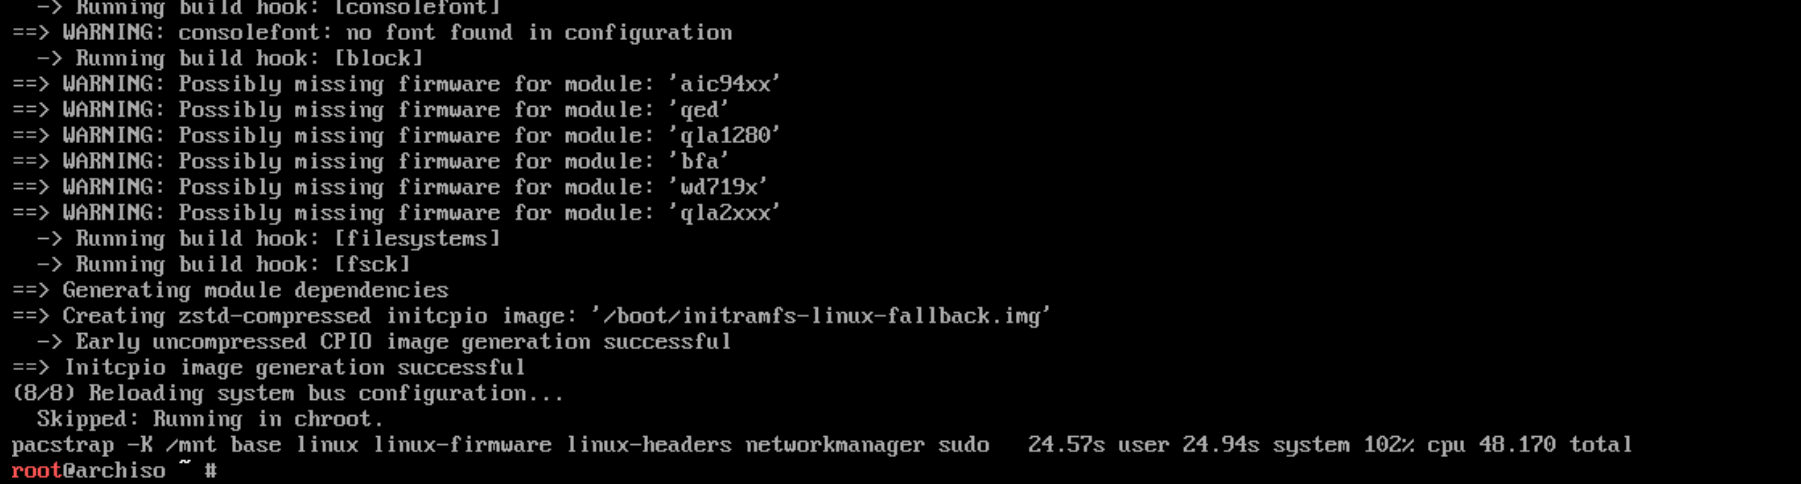 -> Running build hook: [consolefont]
==> WARNING: consolefont: no font found in configuration
-> Running build hook: [block]
==> WARNING: Possibly missing firmware for module: 'aic94xx'
==> WARNING: Possibly missing firmware for module: 'qed'
==> WARNING: Possibly missing firmware for module: 'qla1280'
==> WARNING: Possibly missing firmware for module: 'bfa'
==> WARNING: Possibly missing firmware for module: 'wd719x'
==> WARNING: Possibly missing firmware for module: 'qla2xxx'
-> Running build hook: [filesystems]
-> Running build hook: [fsck]
==> Generating module dependencies
==> Creating zstd-compressed initcpio image: '/boot/initramfs-linux-fallback.img'
-> Early uncompressed CPIO image generation successful
==> Initcpio image generation successful
(8/8) Reloading system bus configuration...
Skipped: Running in chroot.
pacstrap -K /mnt base linux linux-firmware linux-headers networkmanager sudo   24.57s user 24.94s system 102% cpu 48.170 total
root@archiso ~ #